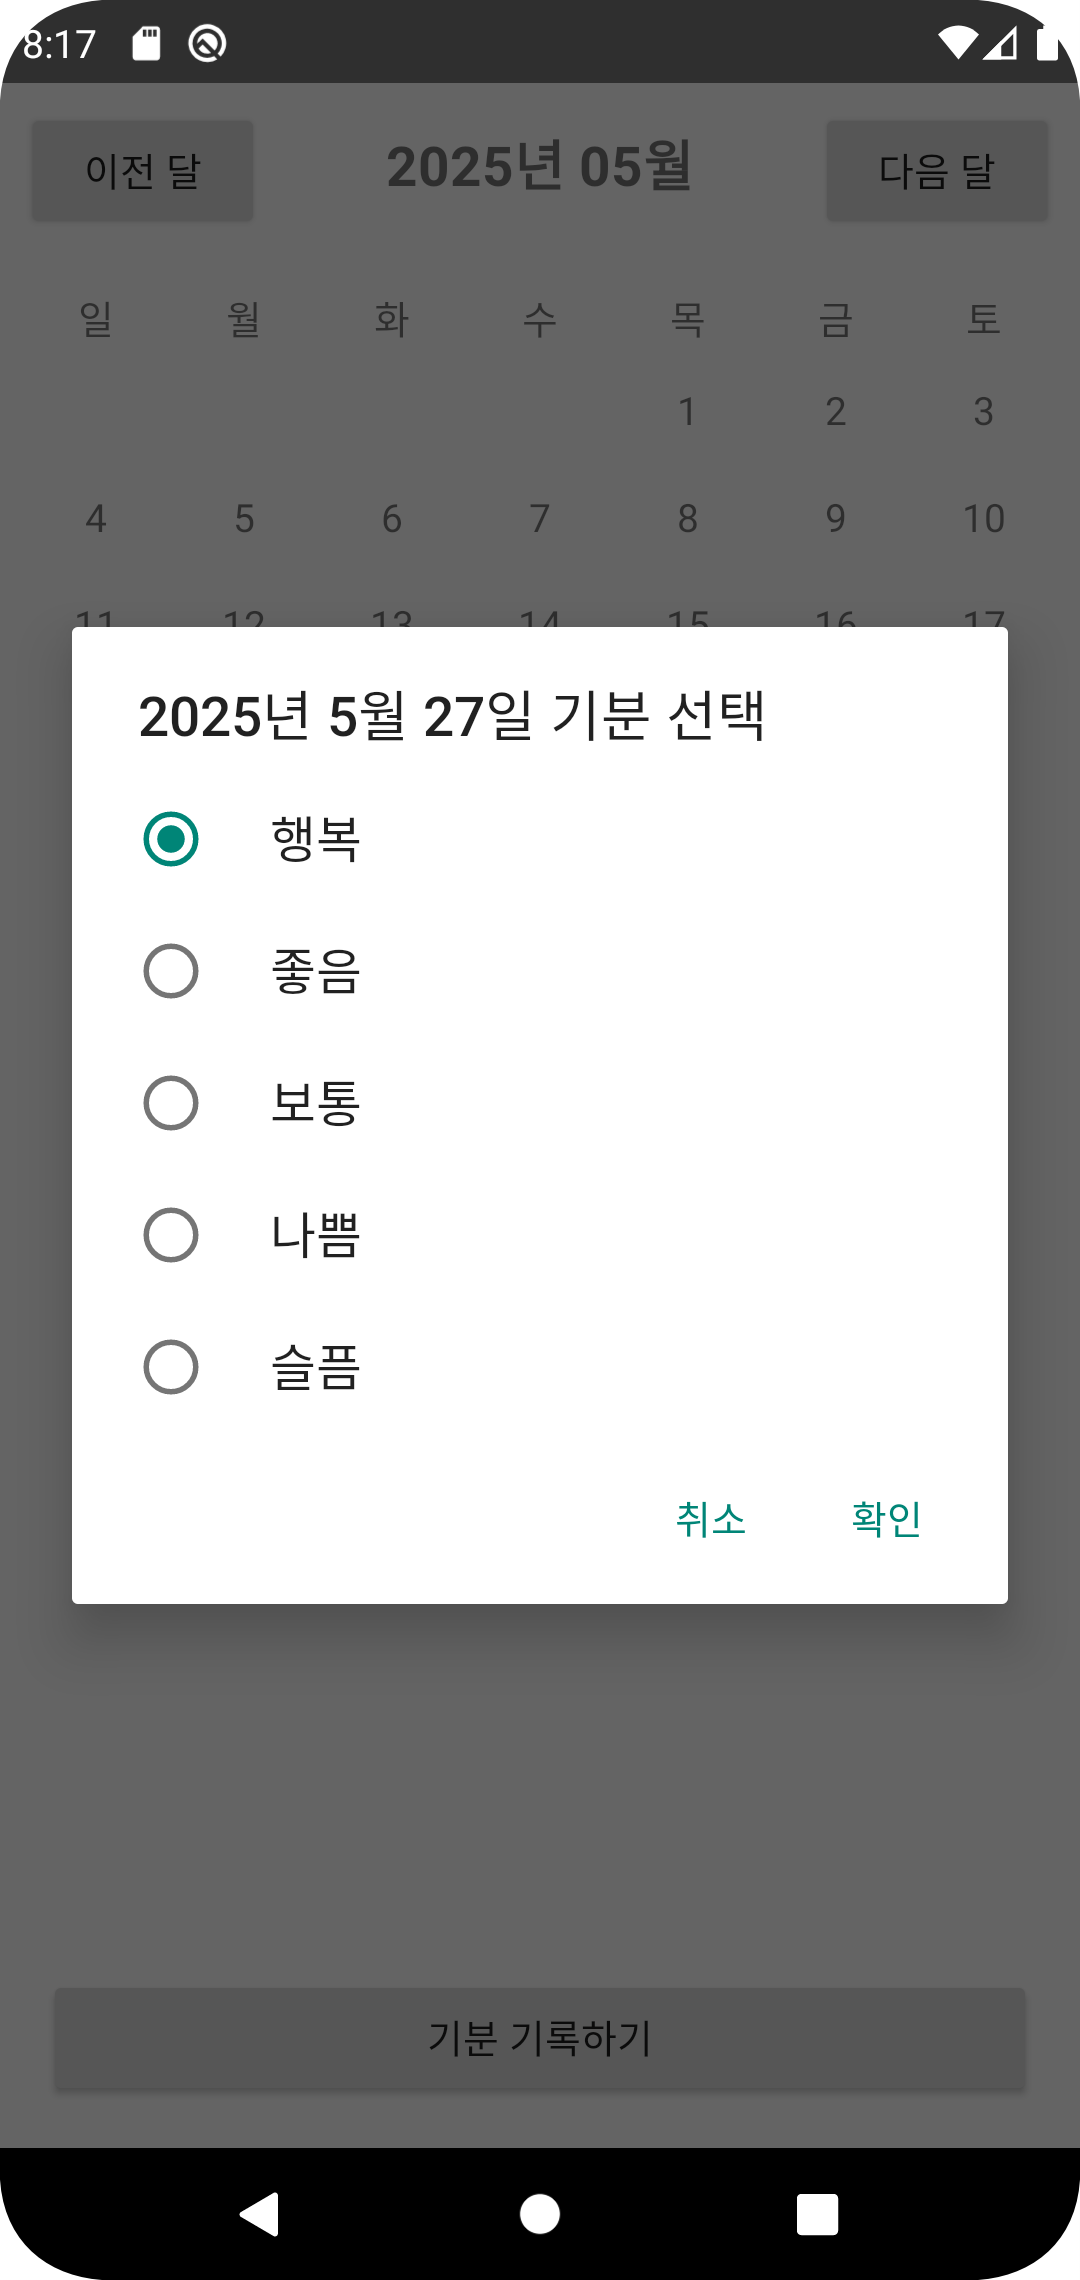 8:17
이전 달 2025년 05월 다음 달
일 월 화 수 목 금 토
1 2 3
4 5 6 7 8 9 10
11 12 13 14 15 16 17
2025년 5월 27일 기분 선택
행복
좋음
보통
나쁨
슬픔
취소 확인
기분 기록하기